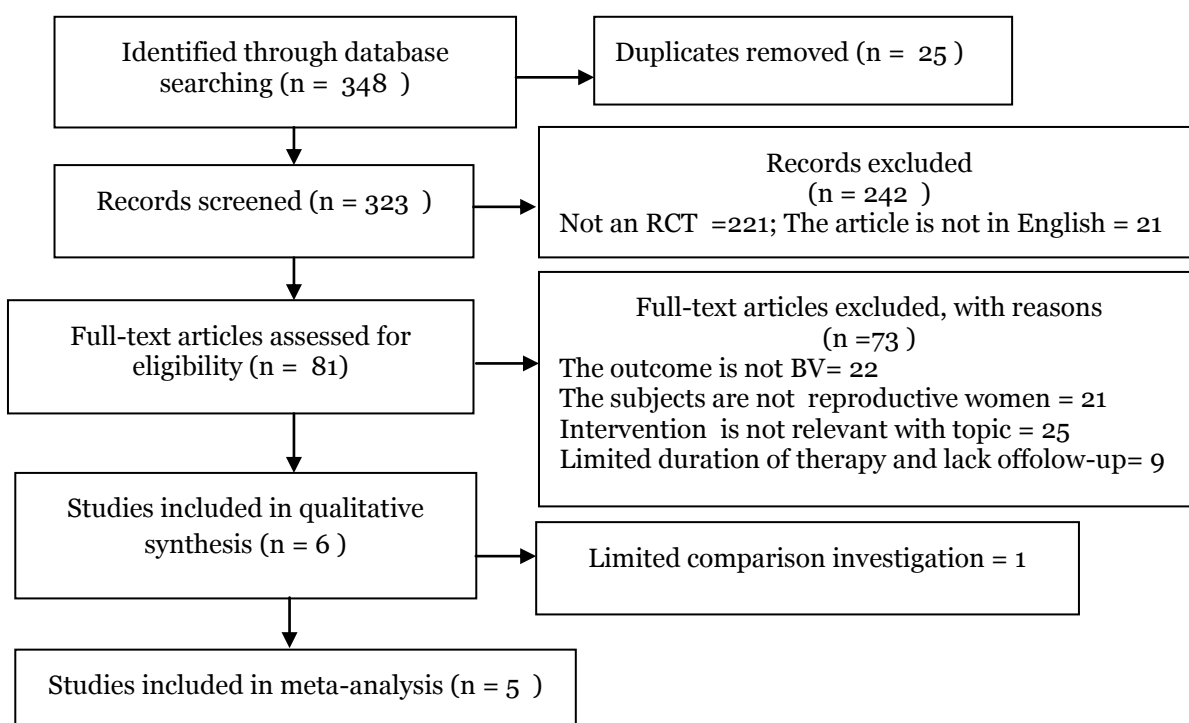 Identified through database
searching (n = 348 )
Duplicates removed (n = 25 )
Records screened (n = 323 )
Records excluded
(n = 242 )
Not an RCT =221; The article is not in English = 21
Full-text articles assessed for
eligibility (n = 81)
Full-text articles excluded, with reasons
(n =73 )
The outcome is not BV= 22
The subjects are not reproductive women = 21
Intervention is not relevant with topic = 25
Limited duration of therapy and lack offolow-up= 9
Studies included in qualitative
synthesis (n = 6 )
Limited comparison investigation = 1
Studies included in meta-analysis (n = 5 )